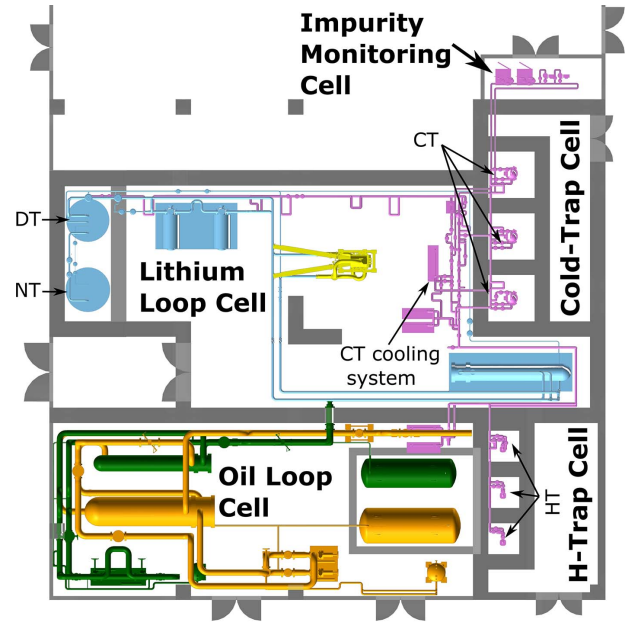 Impurity
Monitoring
Cell
CT
Cold-Trap Cell
DT
NT
Lithium
Loop Cell
CT cooling
system
Oil Loop
Cell
HT
H-Trap Cell